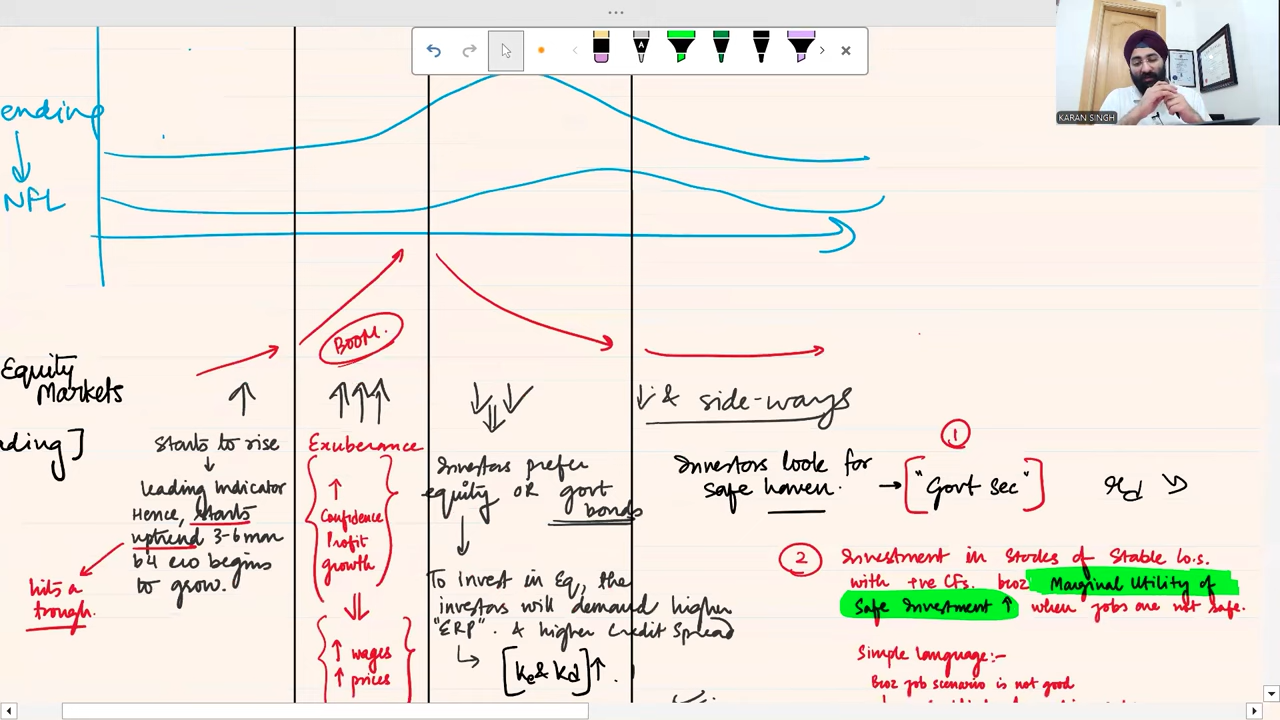 KARAN SINGH
ending
NFL
BOOM.
Equity
Markets
ading]
Starts to rise
Leading Indicator
Hence, starts
uptrend 3-6 mon
b4 eco begins
to grow.
hits a
trough.
Exuberance
↑
Confidence
Profit
growth
↑ wages
↑ prices
Investors prefer
equity OR govt
bonds
To Invest in Eq, the
investors will demand higher
"ERP". & higher Credit Spread
[Ke & Kd]↑.
↓ & side-ways
Investors look for
safe haven. → ["Govt Sec"]
①
② Investment in Stocks of Stable Co.s.
with +ve CFs. bcoz Marginal Utility of
Safe Investment ↑ when jobs are not safe.
Simple language:-
Bcoz job scenario is not good